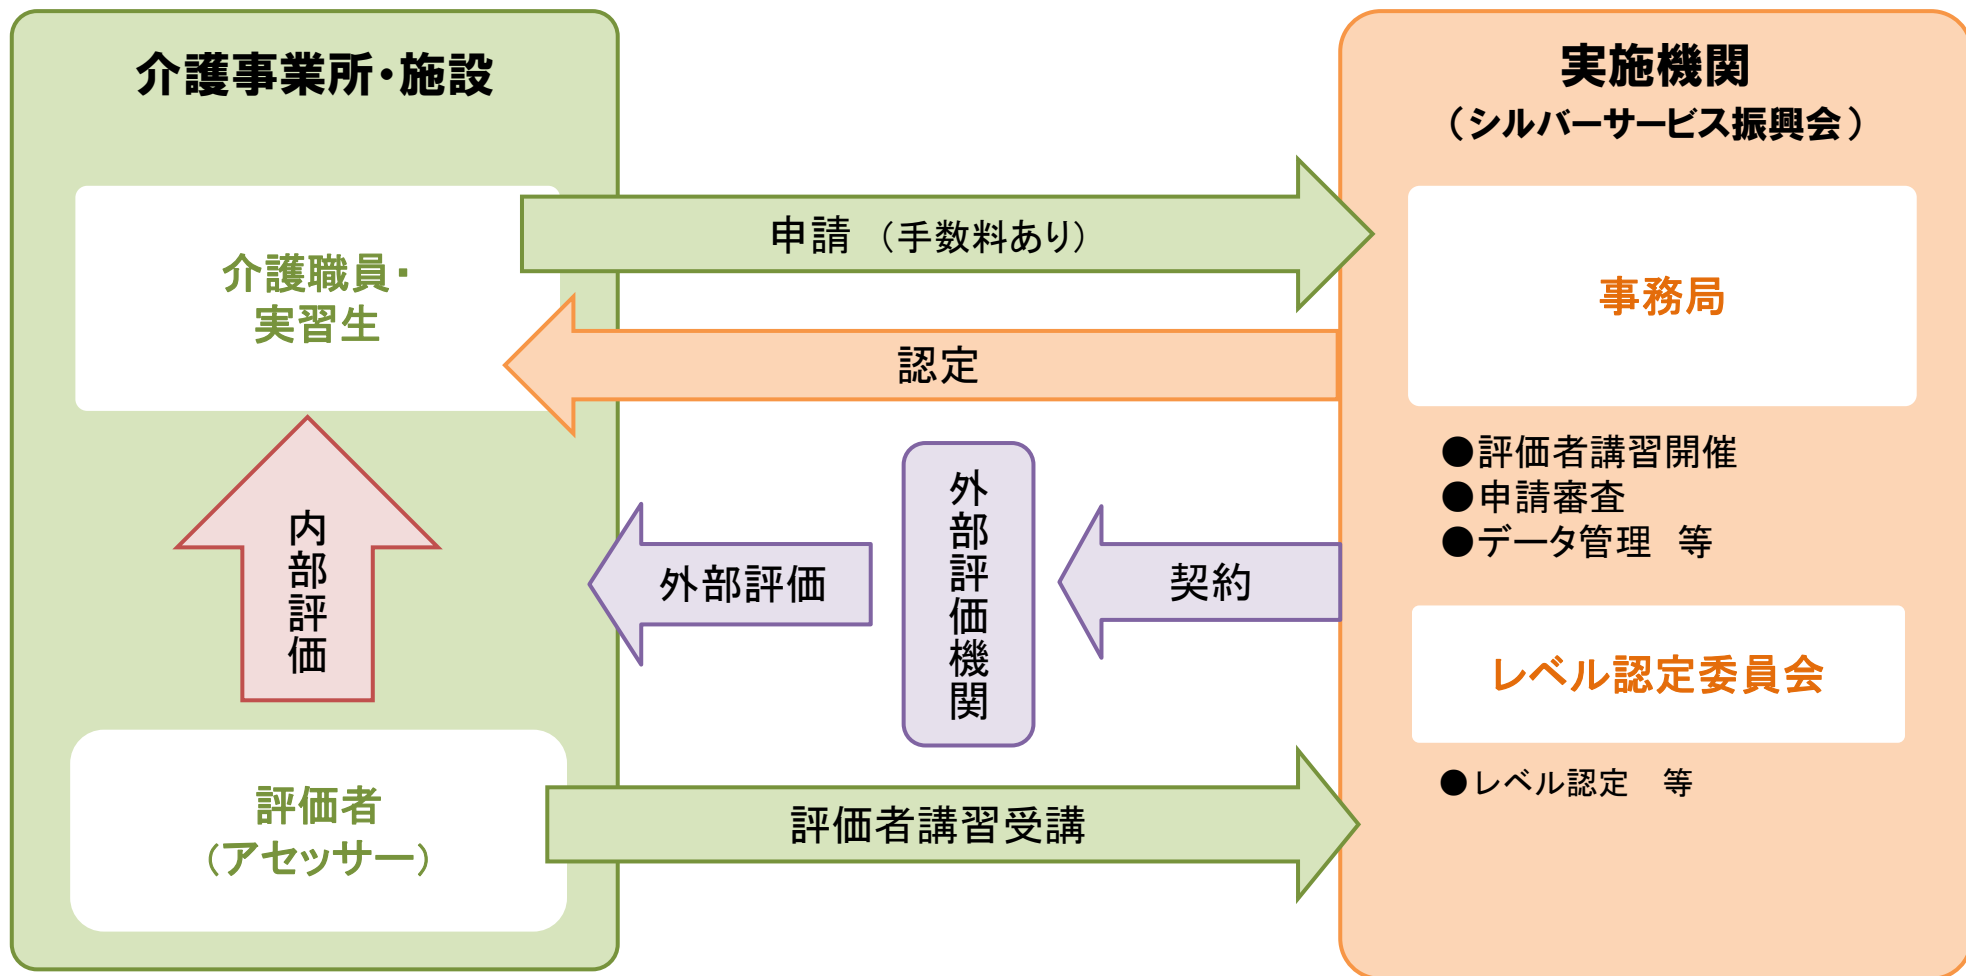 介護事業所・施設
介護職員・
実習生
内部評価
評価者
（アセッサー）
申請　（手数料あり）
認定
外部評価
外部評価機関
契約
評価者講習受講
実施機関
（シルバーサービス振興会）
事務局
●評価者講習開催
●申請審査
●データ管理　等
レベル認定委員会
●レベル認定　等